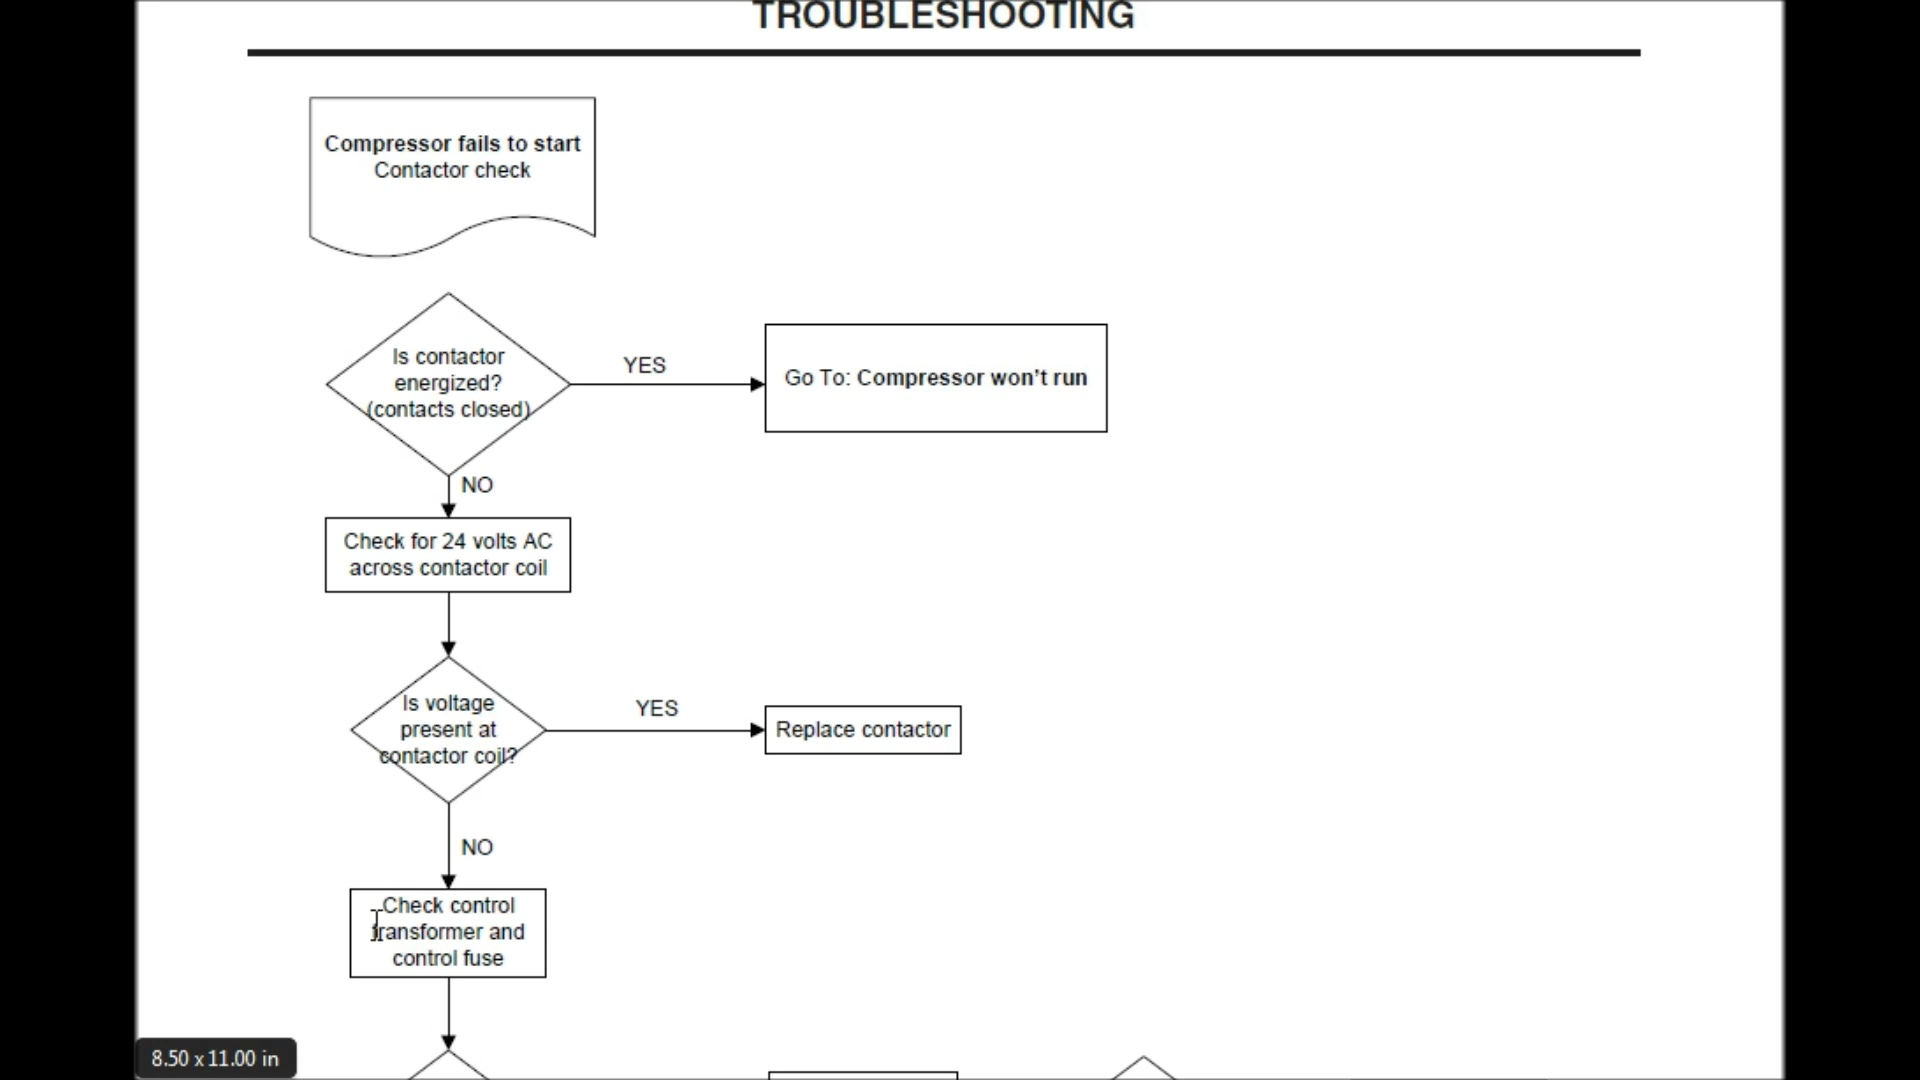 TROUBLESHOOTING
Compressor fails to start
Contactor check
Is contactor
energized?
(contacts closed)
YES
Go To: Compressor won't run
NO
Check for 24 volts AC
across contactor coil
Is voltage
present at
contactor coil?
YES
Replace contactor
NO
Check control
transformer and
control fuse
8.50 x 11.00 in